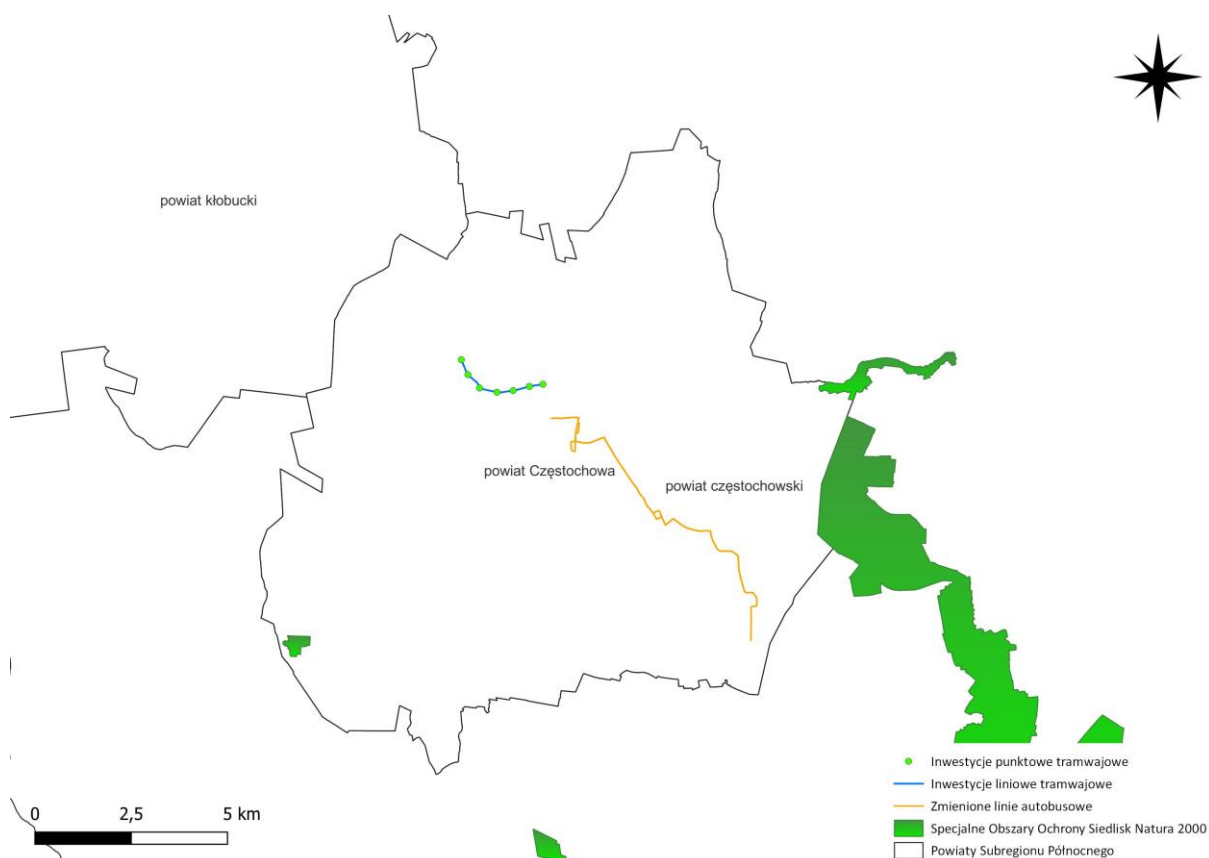 powiat kłobucki
powiat Częstochowa
powiat częstochowski
0 2,5 5 km
Inwestycje punktowe tramwajowe
Inwestycje liniowe tramwajowe
Zmienione linie autobusowe
Specjalne Obszary Ochrony Siedlisk Natura 2000
Powiaty Subregionu Północnego